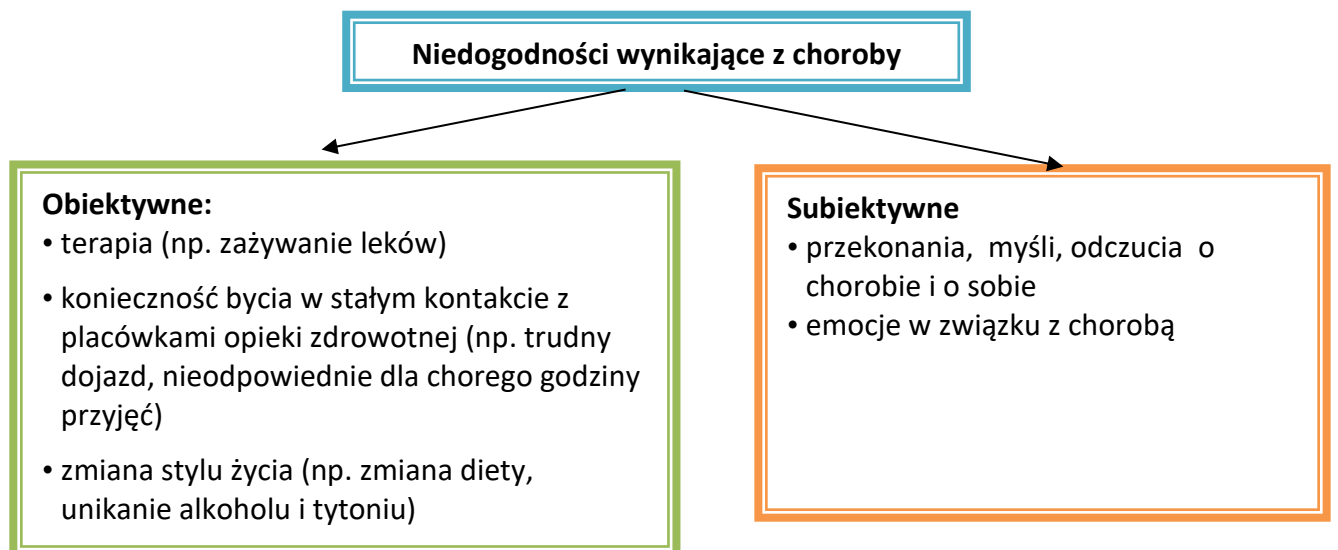 Niedogodności wynikające z choroby
Obiektywne:
• terapia (np. zażywanie leków)
• konieczność bycia w stałym kontakcie z
placówkami opieki zdrowotnej (np. trudny
dojazd, nieodpowiednie dla chorego godziny
przyjęć)
• zmiana stylu życia (np. zmiana diety,
unikanie alkoholu i tytoniu)
Subiektywne
• przekonania, myśli, odczucia o
chorobie i o sobie
• emocje w związku z chorobą